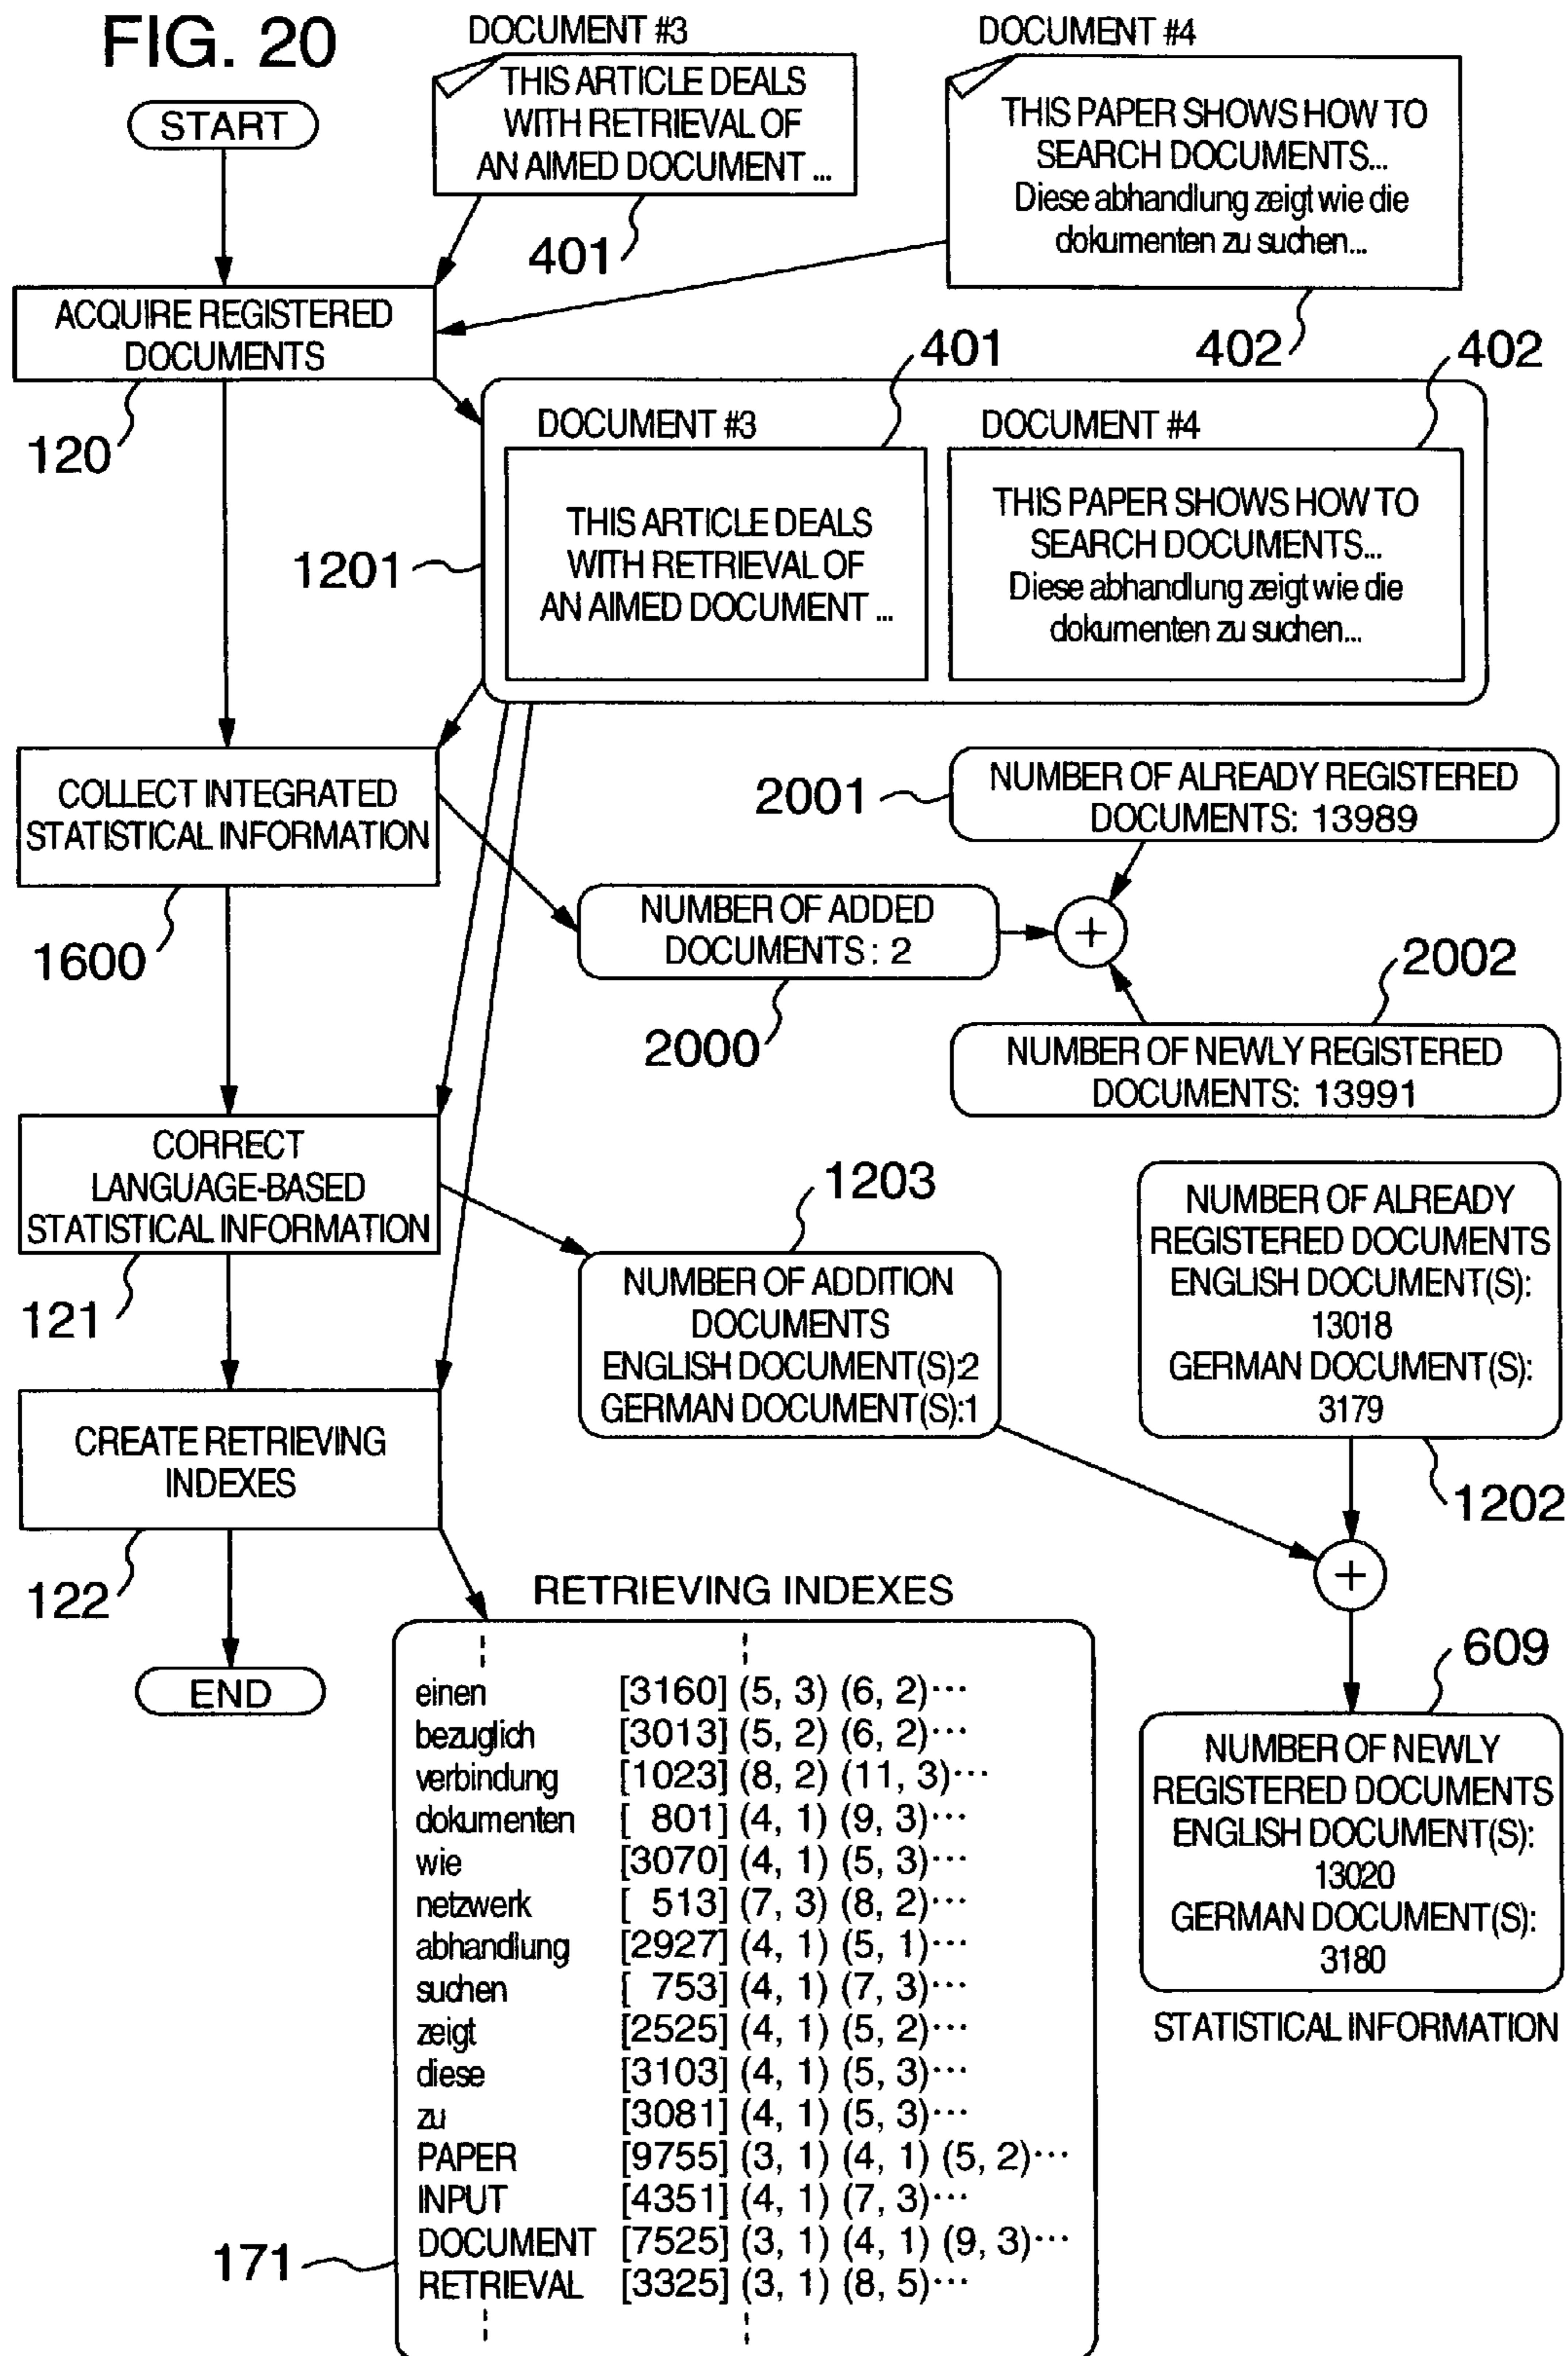 FIG. 20
DOCUMENT #3
THIS ARTICLE DEALS
WITH RETRIEVAL OF
AN AIMED DOCUMENT ...
401
DOCUMENT #4
THIS PAPER SHOWS HOW TO
SEARCH DOCUMENTS...
Diese abhandlung zeigt wie die
dokumenten zu suchen...
402
START
ACQUIRE REGISTERED
DOCUMENTS
120
401
402
1201
DOCUMENT #3
THIS ARTICLE DEALS
WITH RETRIEVAL OF
AN AIMED DOCUMENT ...
DOCUMENT #4
THIS PAPER SHOWS HOW TO
SEARCH DOCUMENTS...
Diese abhandlung zeigt wie die
dokumenten zu suchen...
COLLECT INTEGRATED
STATISTICAL INFORMATION
1600
2001
NUMBER OF ALREADY REGISTERED
DOCUMENTS: 13989
NUMBER OF ADDED
DOCUMENTS : 2
2000
+
2002
NUMBER OF NEWLY REGISTERED
DOCUMENTS: 13991
CORRECT
LANGUAGE-BASED
STATISTICAL INFORMATION
121
1203
NUMBER OF ADDITION
DOCUMENTS
ENGLISH DOCUMENT(S):2
GERMAN DOCUMENT(S):1
NUMBER OF ALREADY
REGISTERED DOCUMENTS
ENGLISH DOCUMENT(S):
13018
GERMAN DOCUMENT(S):
3179
1202
+
CREATE RETRIEVING
INDEXES
122
END
609
NUMBER OF NEWLY
REGISTERED DOCUMENTS
ENGLISH DOCUMENT(S):
13020
GERMAN DOCUMENT(S):
3180
STATISTICAL INFORMATION
RETRIEVING INDEXES
einen [3160] (5, 3) (6, 2)···
bezuglich [3013] (5, 2) (6, 2)···
verbindung [1023] (8, 2) (11, 3)···
dokumenten [ 801] (4, 1) (9, 3)···
wie [3070] (4, 1) (5, 3)···
netzwerk [ 513] (7, 3) (8, 2)···
abhandlung [2927] (4, 1) (5, 1)···
suchen [ 753] (4, 1) (7, 3)···
zeigt [2525] (4, 1) (5, 2)···
diese [3103] (4, 1) (5, 3)···
zu [3081] (4, 1) (5, 3)···
PAPER [9755] (3, 1) (4, 1) (5, 2)···
INPUT [4351] (4, 1) (7, 3)···
DOCUMENT [7525] (3, 1) (4, 1) (9, 3)···
RETRIEVAL [3325] (3, 1) (8, 5)···
171